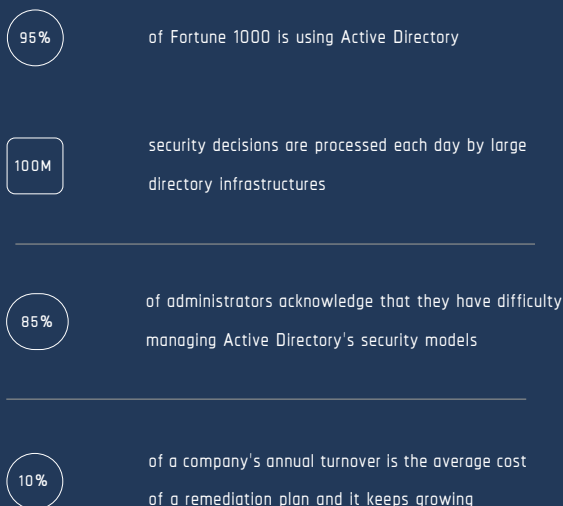 95%
of Fortune 1000 is using Active Directory
100M
security decisions are processed each day by large
directory infrastructures
85%
of administrators acknowledge that they have difficulty
managing Active Directory's security models
10%
of a company's annual turnover is the average cost
of a remediation plan and it keeps growing